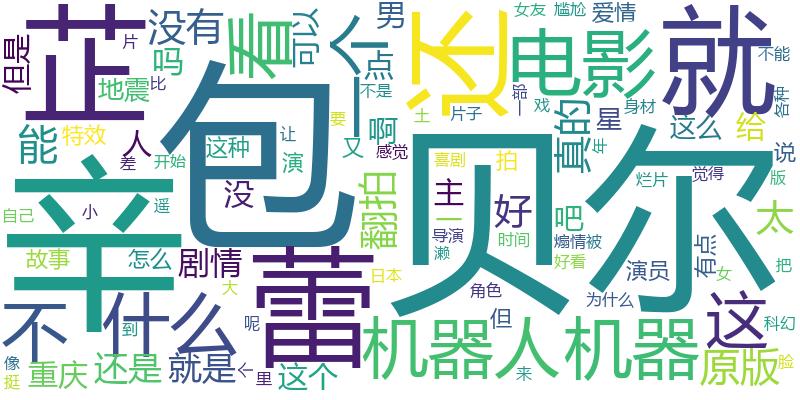 女友 尴尬 爱情
片 没有 可以 男
芷 看 个 点 还 电影 就
但是 吗 不能
地震 比 一部 各种
包 一 不是 戏 身材
能 特效 人 要 土 片子 真的 星 这么 给
差 开始 这种 让 演 又 啊 感觉 喜剧 拍 年 烂片 觉得 说
辛 没 贝尔 版
自己 小 遥 翻拍 主 一 好 吧 太
故事 怎么 剧情 导演 时间 煽情 被 有点
大 蕾 日本 濑 好看 演员 女 把
不 什么 呢 角色 为什么 这
到 但 科幻
像 机器人 机器 原版 脸
挺 重庆 还是 就是 个 里 这个 来